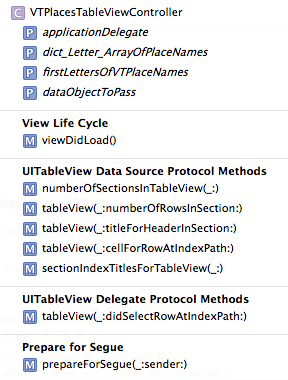 C VTPlacesTableViewController
P applicationDelegate
P dict_Letter_ArrayOfPlaceNames
P firstLettersOfVTPlaceNames
P dataObjectToPass
View Life Cycle
M viewDidLoad()
UITableView Data Source Protocol Methods
M numberOfSectionsInTableView(_:)
M tableView(_:numberOfRowsInSection:)
M tableView(_:titleForHeaderInSection:)
M tableView(_:cellForRowAtIndexPath:)
M sectionIndexTitlesForTableView(_:)
UITableView Delegate Protocol Methods
M tableView(_:didSelectRowAtIndexPath:)
Prepare for Segue
M prepareForSegue(_:sender:)